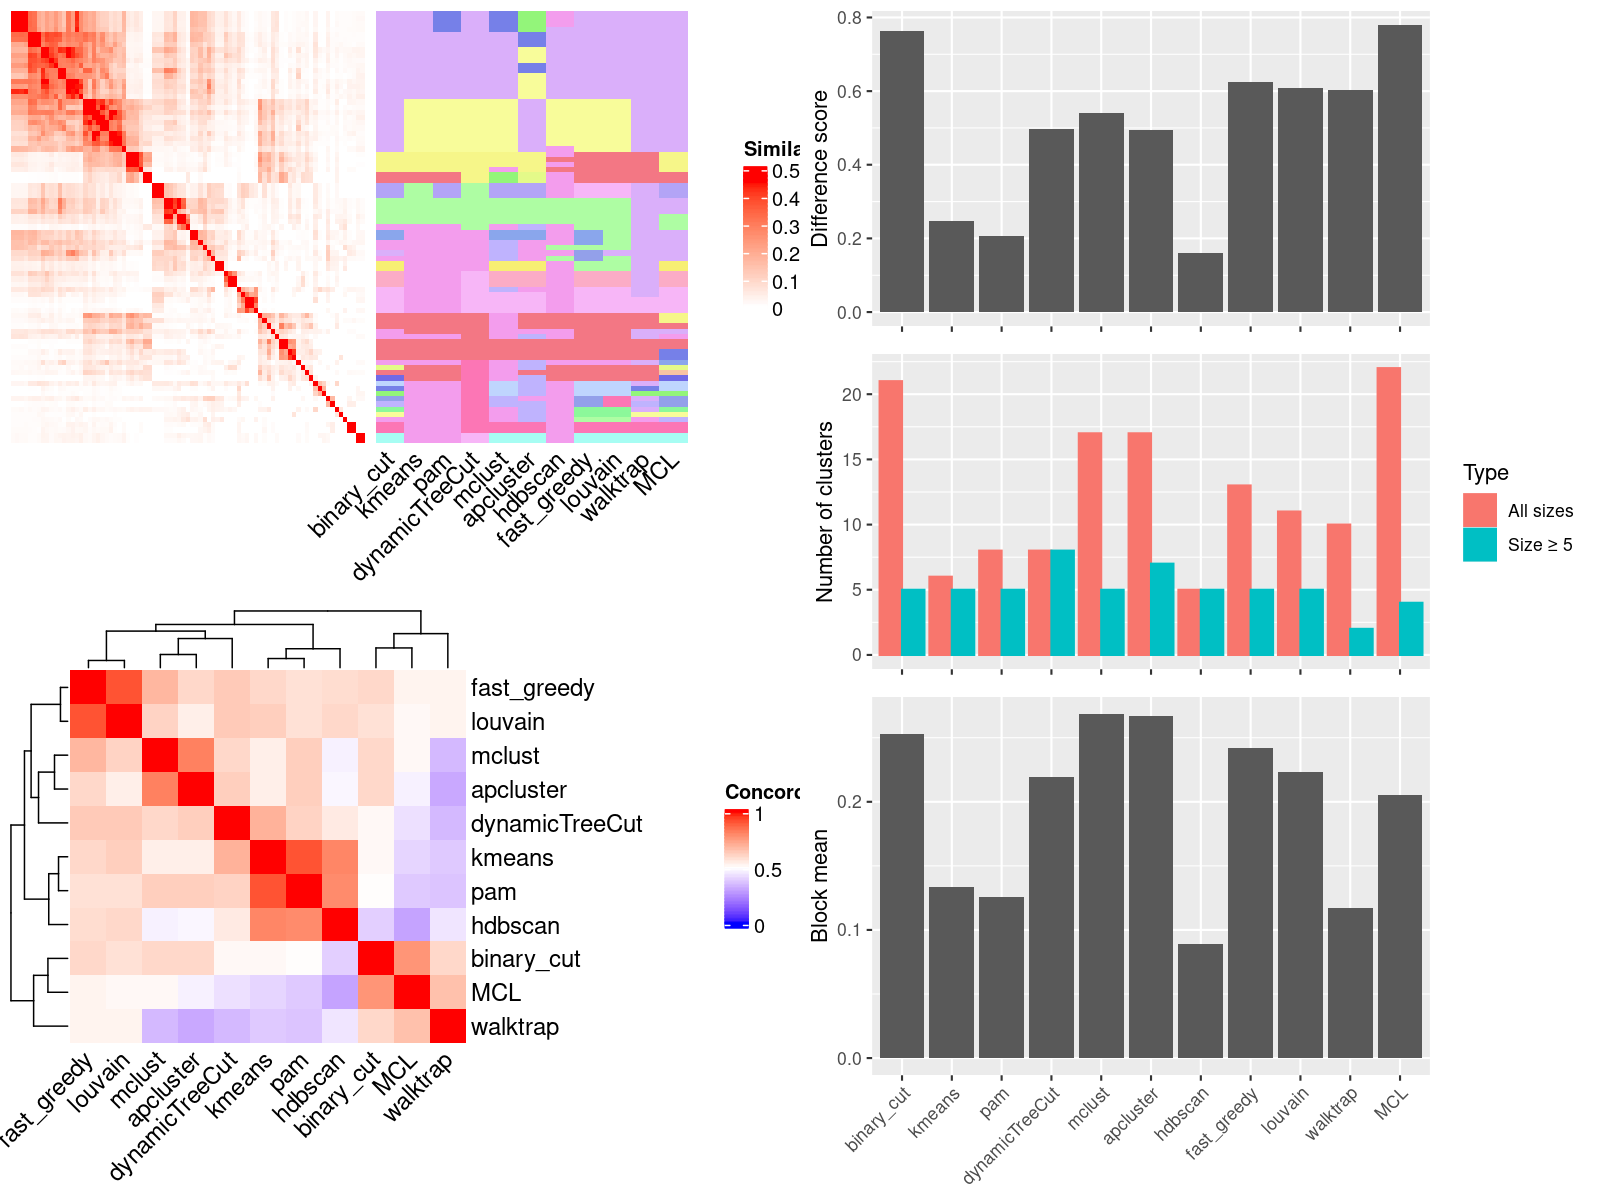 Simila
0.5
0.4
0.3
0.2
0.1
0
binary_cut
kmeans
pam
dynamicTreeCut
mclust
apcluster
hdbscan
fast_greedy
louvain
walktrap
MCL
fast_greedy
louvain
mclust
apcluster
dynamicTreeCut
kmeans
pam
hdbscan
binary_cut
MCL
walktrap
fast_greedy
louvain
mclust
apcluster
dynamicTreeCut
kmeans
pam
hdbscan
binary_cut
MCL
walktrap
Concord
1
0.5
0
Difference score
0.8
0.6
0.4
0.2
0.0
Number of clusters
20
15
10
5
0
Type
All sizes
Size ≥ 5
Block mean
0.2
0.1
0.0
binary_cut
kmeans
pam
dynamicTreeCut
mclust
apcluster
hdbscan
fast_greedy
louvain
walktrap
MCL